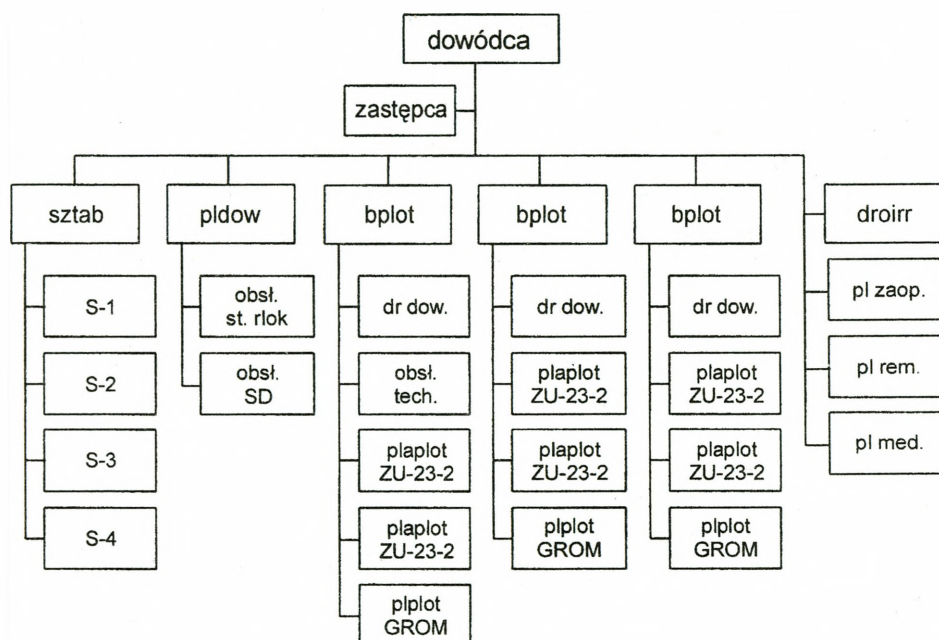 dowódca
zastępca
sztab
pldow
bplot
bplot
bplot
droirr
S-1
S-2
S-3
S-4
obsł.
st. rlok
obsł.
SD
dr dow.
obsł.
tech.
plaplot
ZU-23-2
plaplot
ZU-23-2
plplot
GROM
dr dow.
plaplot
ZU-23-2
plaplot
ZU-23-2
plplot
GROM
dr dow.
plaplot
ZU-23-2
plaplot
ZU-23-2
plplot
GROM
pl zaop.
pl rem.
pl med.